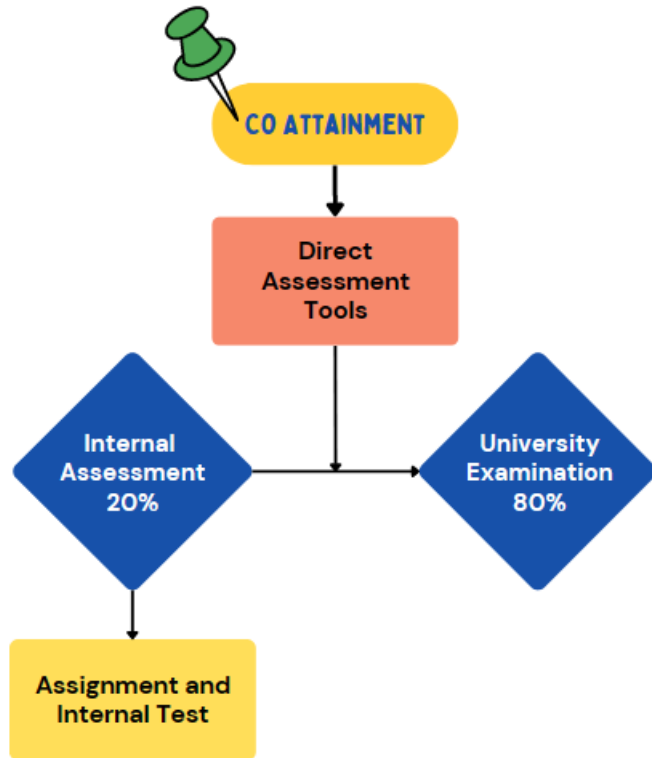 CO ATTAINMENT
Direct
Assessment
Tools
Internal
Assessment
20%
University
Examination
80%
Assignment and
Internal Test